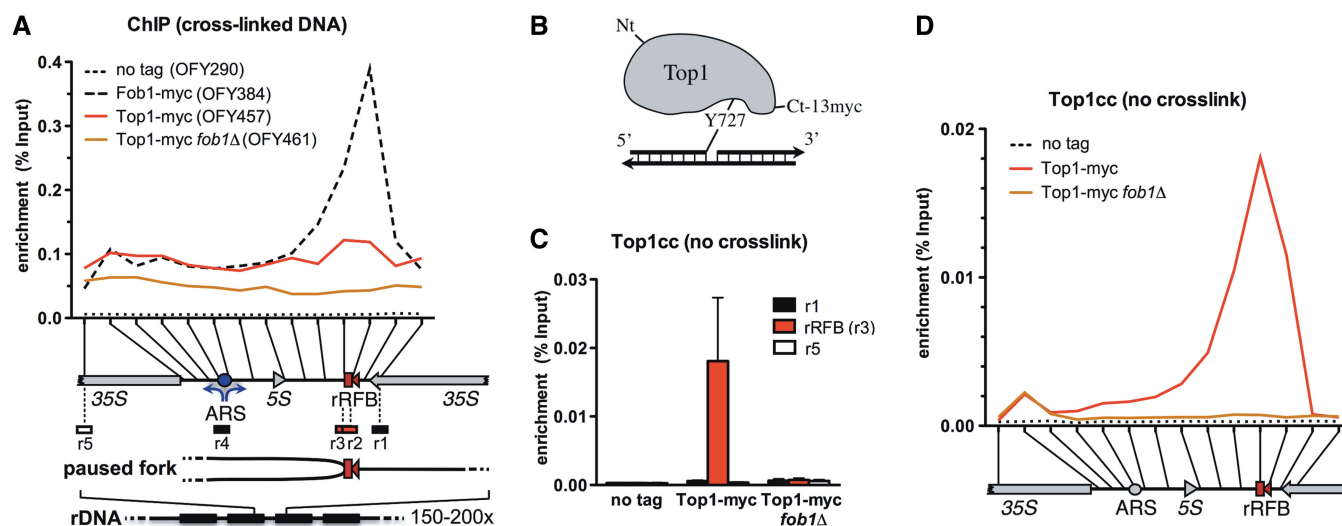 A
ChIP (cross-linked DNA)
enrichment (% Input)
0.4
0.3
0.2
0.1
0.0
no tag (OFY290)
Fob1-myc (OFY384)
Top1-myc (OFY457)
Top1-myc fob1Δ (OFY461)
35S
ARS
5S
rRFB
35S
r5
r4
r3
r2
r1
paused fork
rDNA
150-200x
B
Nt
Top1
Ct-13myc
Y727
5’
3’
C
Top1cc (no crosslink)
enrichment (% Input)
0.03
0.02
0.01
0.00
r1
rRFB (r3)
r5
no tag
Top1-myc
Top1-myc
fob1Δ
D
Top1cc (no crosslink)
enrichment (% Input)
0.02
0.01
0.00
no tag
Top1-myc
Top1-myc fob1Δ
35S
ARS
5S
rRFB